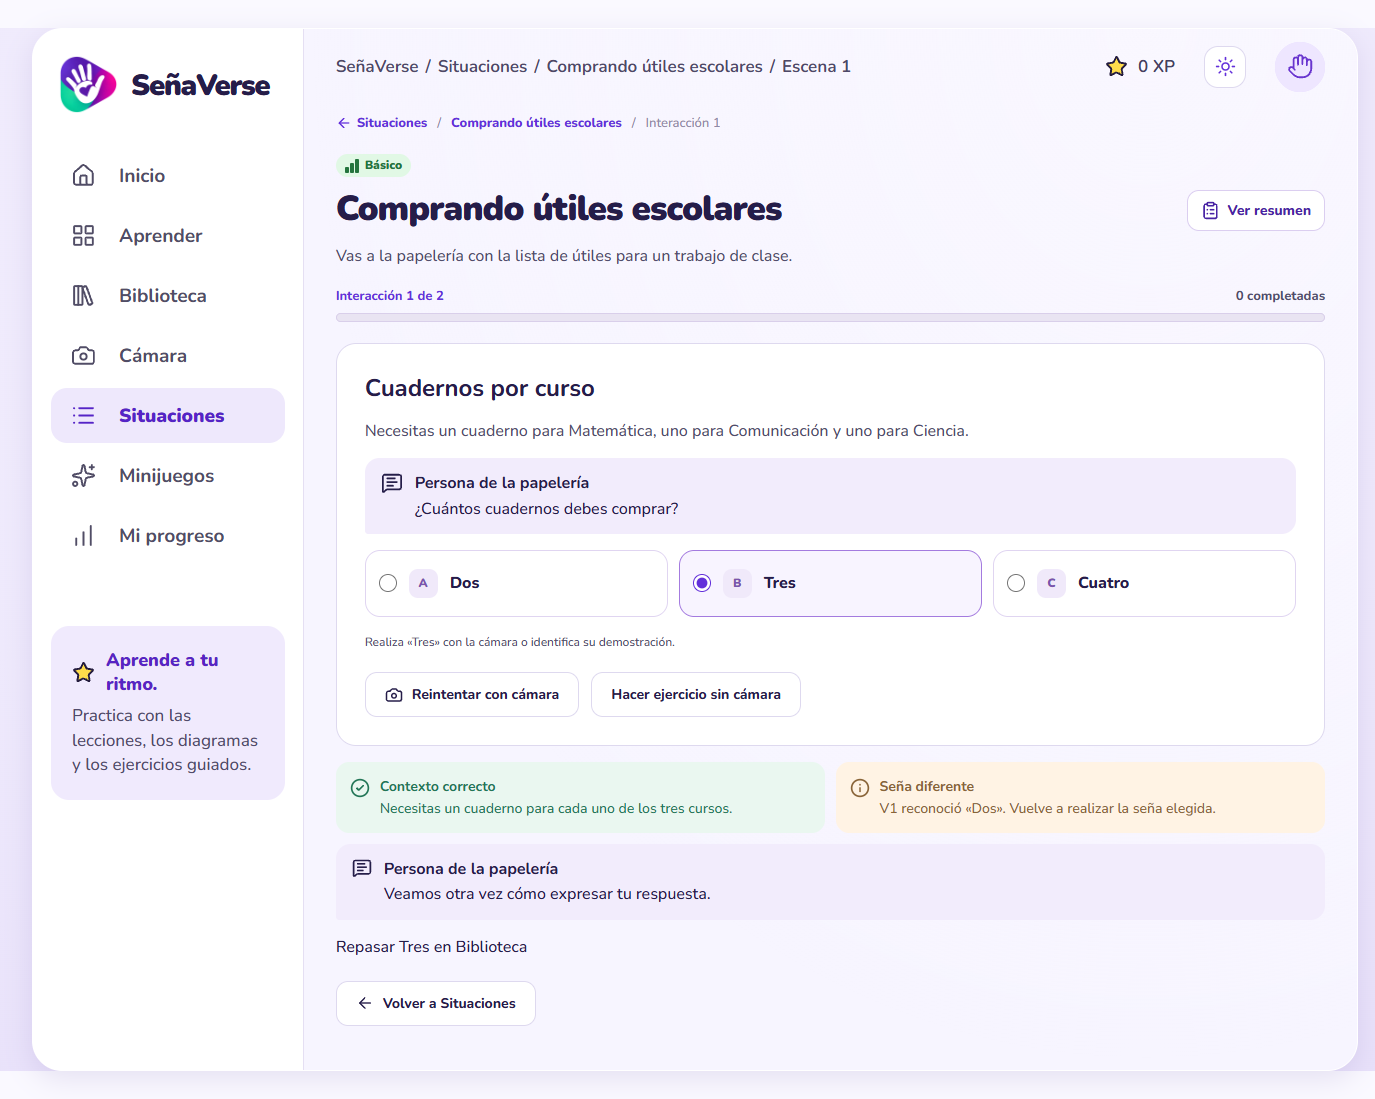 SeñaVerse
Inicio
Aprender
Biblioteca
Cámara
Situaciones
Minijuegos
Mi progreso
Aprende a tu
ritmo.
Practica con las
lecciones, los diagramas
y los ejercicios guiados.
SeñaVerse / Situaciones / Comprando útiles escolares / Escena 1
0 XP
Situaciones / Comprando útiles escolares / Interacción 1
Básico
Comprando útiles escolares
Ver resumen
Vas a la papelería con la lista de útiles para un trabajo de clase.
Interacción 1 de 2
0 completadas
Cuadernos por curso
Necesitas un cuaderno para Matemática, uno para Comunicación y uno para Ciencia.
Persona de la papelería
¿Cuántos cuadernos debes comprar?
A Dos
B Tres
C Cuatro
Realiza «Tres» con la cámara o identifica su demostración.
Reintentar con cámara
Hacer ejercicio sin cámara
Contexto correcto
Necesitas un cuaderno para cada uno de los tres cursos.
Seña diferente
V1 reconoció «Dos». Vuelve a realizar la seña elegida.
Persona de la papelería
Veamos otra vez cómo expresar tu respuesta.
Repasar Tres en Biblioteca
Volver a Situaciones